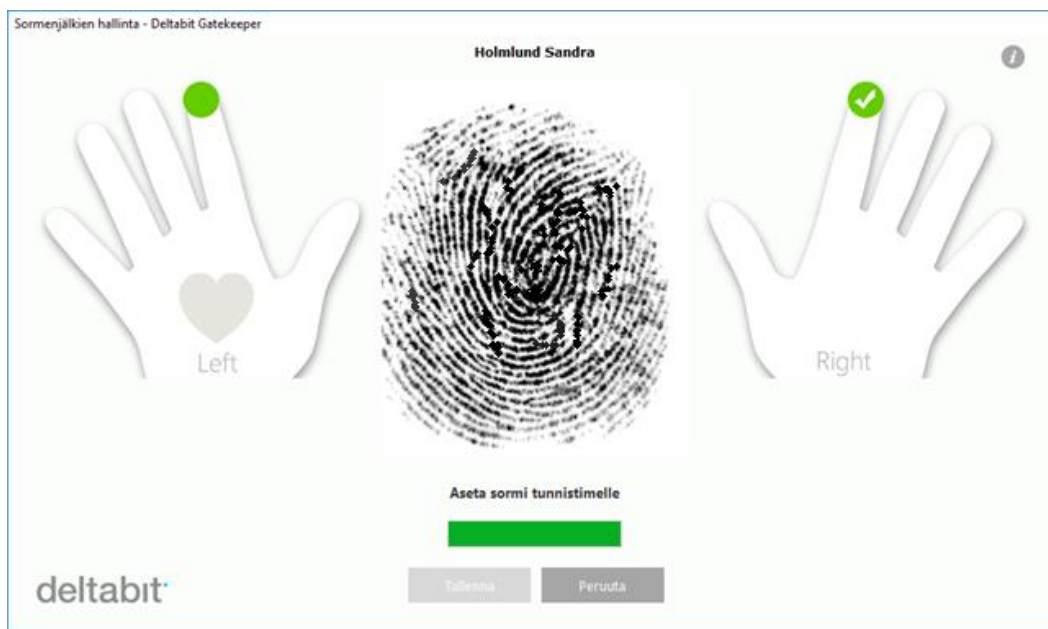 Sormenjälkien hallinta - Deltabit Gatekeeper
Holmlund Sandra
i
Left
Right
Aseta sormi tunnistimelle
Tallenna
Peruuta
deltabit